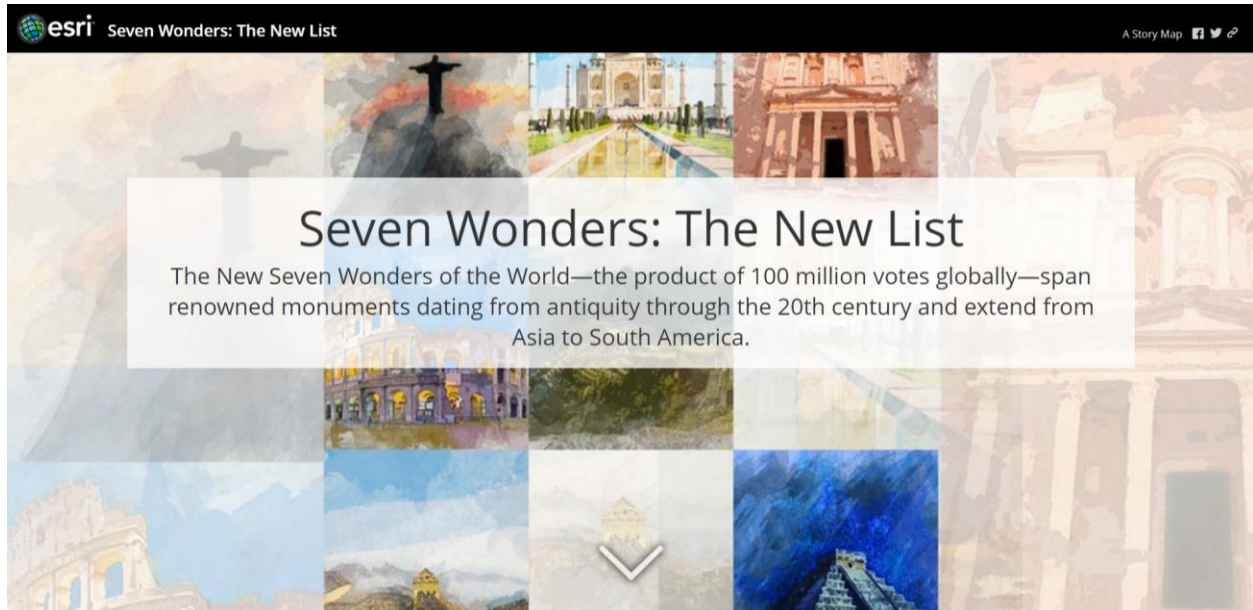 esri Seven Wonders: The New List
A Story Map
Seven Wonders: The New List
The New Seven Wonders of the World—the product of 100 million votes globally—span
renowned monuments dating from antiquity through the 20th century and extend from
Asia to South America.